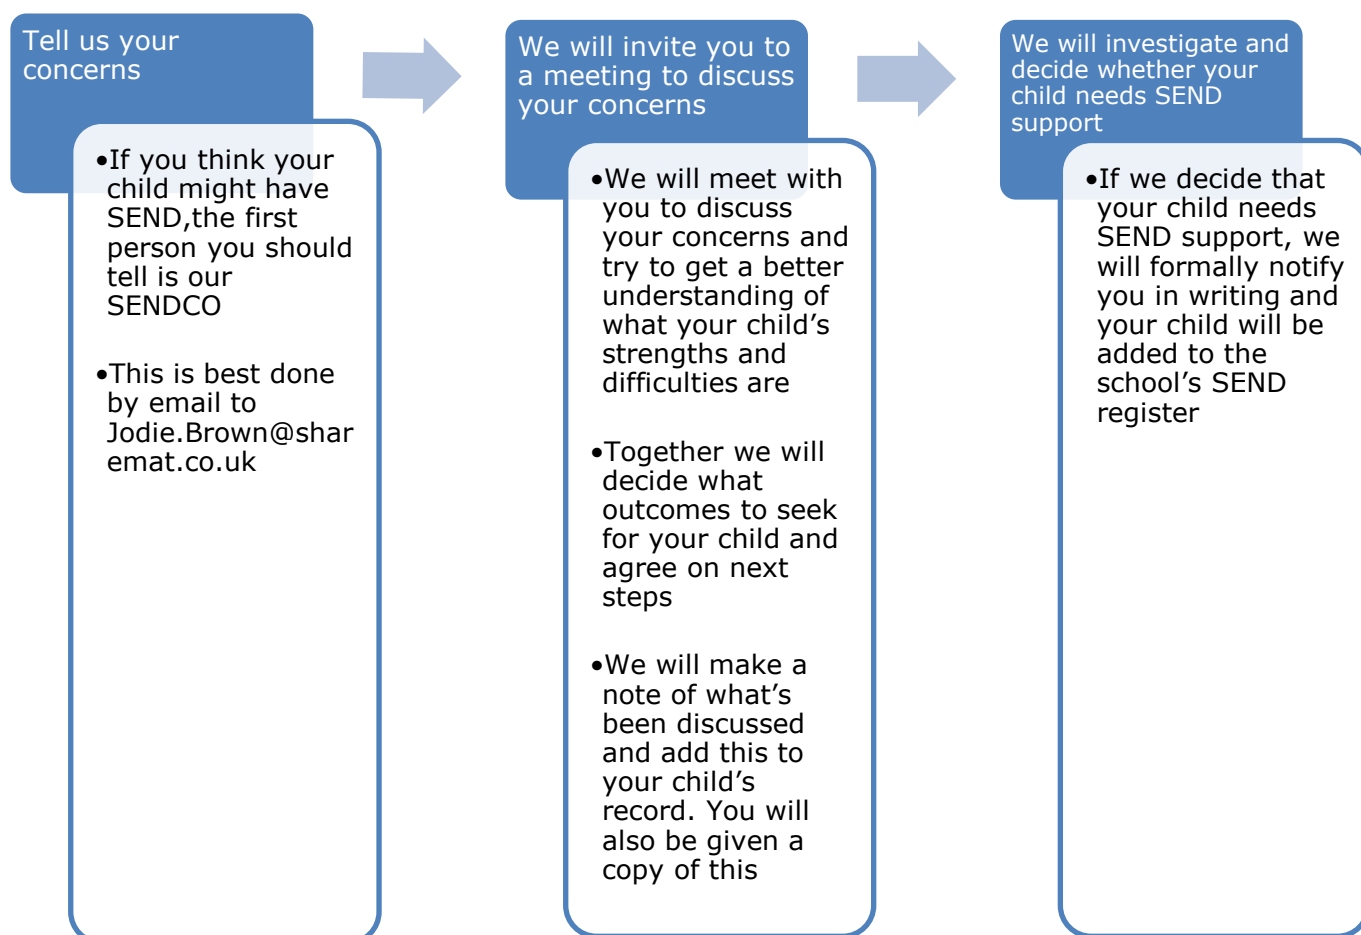 Tell us your
concerns
•If you think your
child might have
SEND,the first
person you should
tell is our
SENDCO
•This is best done
by email to
Jodie.Brown@shar
emat.co.uk
We will invite you to
a meeting to discuss
your concerns
•We will meet with
you to discuss
your concerns and
try to get a better
understanding of
what your child’s
strengths and
difficulties are
•Together we will
decide what
outcomes to seek
for your child and
agree on next
steps
•We will make a
note of what’s
been discussed
and add this to
your child’s
record. You will
also be given a
copy of this
We will investigate and
decide whether your
child needs SEND
support
•If we decide that
your child needs
SEND support, we
will formally notify
you in writing and
your child will be
added to the
school’s SEND
register